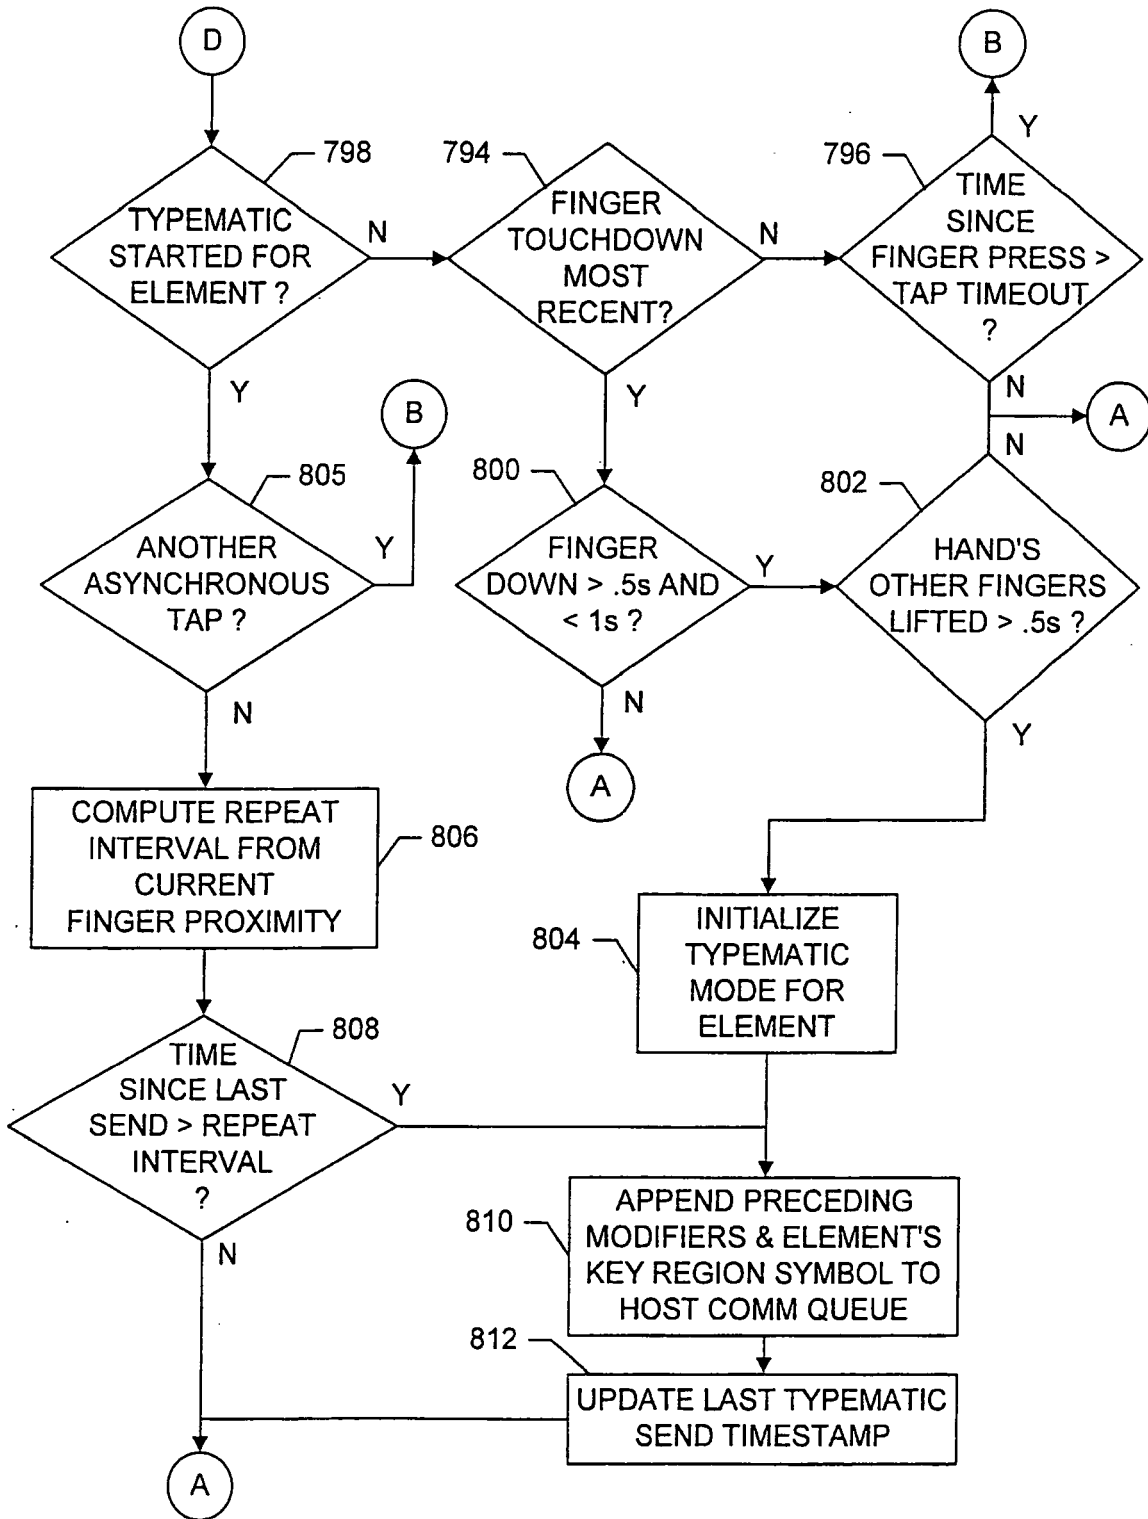 D
B
798
TYPEMATIC
STARTED FOR
ELEMENT ?
N
Y
794
FINGER
TOUCHDOWN
MOST
RECENT?
N
Y
796
TIME
SINCE
FINGER PRESS >
TAP TIMEOUT
?
Y
N
A
B
805
ANOTHER
ASYNCHRONOUS
TAP ?
Y
N
800
FINGER
DOWN > .5s AND
< 1s ?
Y
N
A
802
HAND'S
OTHER FINGERS
LIFTED > .5s ?
N
Y
COMPUTE REPEAT
INTERVAL FROM
CURRENT
FINGER PROXIMITY
806
804
INITIALIZE
TYPEMATIC
MODE FOR
ELEMENT
808
TIME
SINCE LAST
SEND > REPEAT
INTERVAL
?
Y
N
810
APPEND PRECEDING
MODIFIERS & ELEMENT'S
KEY REGION SYMBOL TO
HOST COMM QUEUE
812
UPDATE LAST TYPEMATIC
SEND TIMESTAMP
A